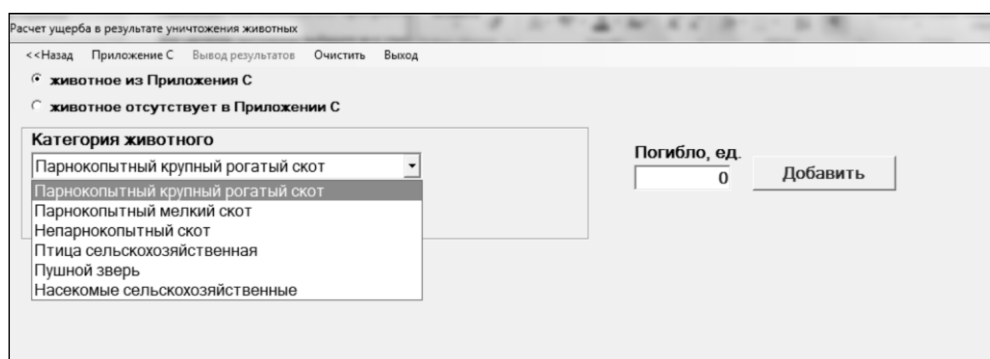 Расчет ущерба в результате уничтожения животных
<<Назад Приложение С Вывод результатов Очистить Выход
животное из Приложения С
животное отсутствует в Приложении С
Категория животного
Парнокопытный крупный рогатый скот
Погибло, ед.
0
Добавить
Парнокопытный крупный рогатый скот
Парнокопытный мелкий скот
Непарнокопытный скот
Птица сельскохозяйственная
Пушной зверь
Насекомые сельскохозяйственные